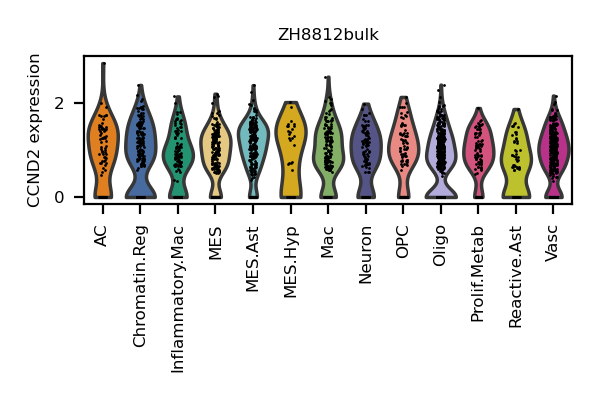 ZH8812bulk
CCND2 expression
2
0
AC
Chromatin.Reg
Inflammatory.Mac
MES
MES.Ast
MES.Hyp
Mac
Neuron
OPC
Oligo
Prolif.Metab
Reactive.Ast
Vasc